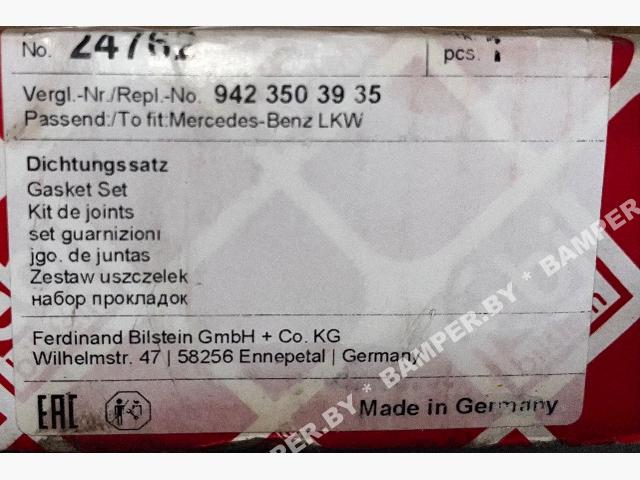 No. 24762
pcs. 1
Vergl.-Nr./Repl.-No. 942 350 39 35
Passend:/To fit:Mercedes-Benz LKW
Dichtungssatz
Gasket Set
Kit de joints
set guarnizioni
jgo. de juntas
Zestaw uszczelek
набор прокладок
Ferdinand Bilstein GmbH + Co. KG
Wilhelmstr. 47 | 58256 Ennepetal | Germany
EAC
Made in Germany
BAMPER.BY * BAMPER.BY * BAMPER